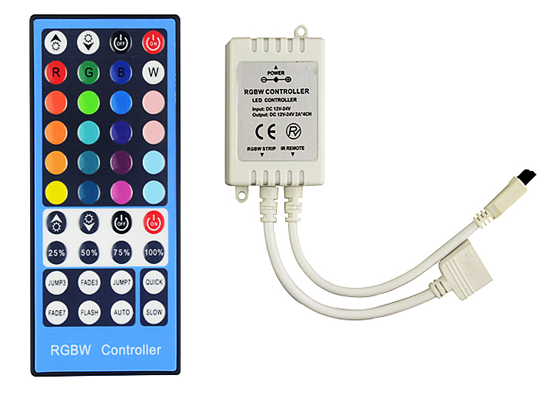 OFF ON
R G B W
OFF ON
25% 50% 75% 100%
JUMP3 FADE3 JUMP7 QUICK
FADE7 FLASH AUTO SLOW
RGBW Controller
POWER
RGBW CONTROLLER
LED CONTROLLER
Input: DC 12V-24V
Output: DC 12V-24V 2A*4CH
CE
RGBW STRIP IR REMOTE